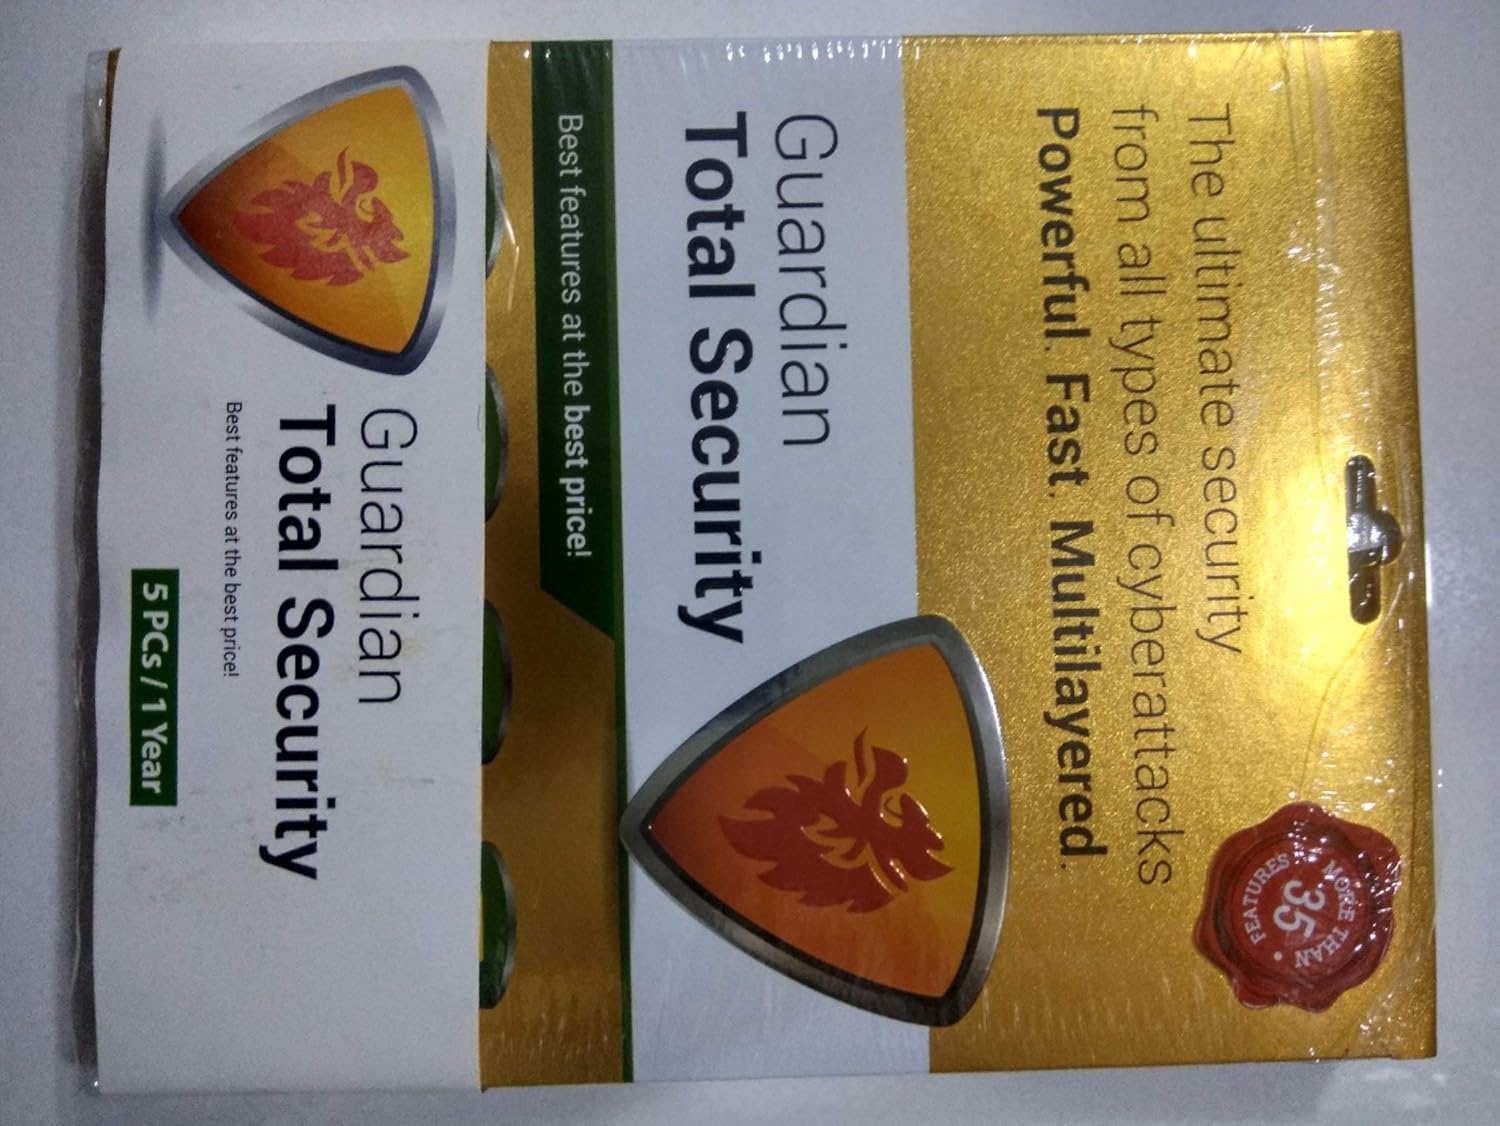 The ultimate security
from all types of cyberattacks
Powerful. Fast. Multilayered.
MORE THAN
35
FEATURES
Guardian
Total Security
Best features at the best price!
Guardian
Total Security
Best features at the best price!
5 PCs / 1 Year